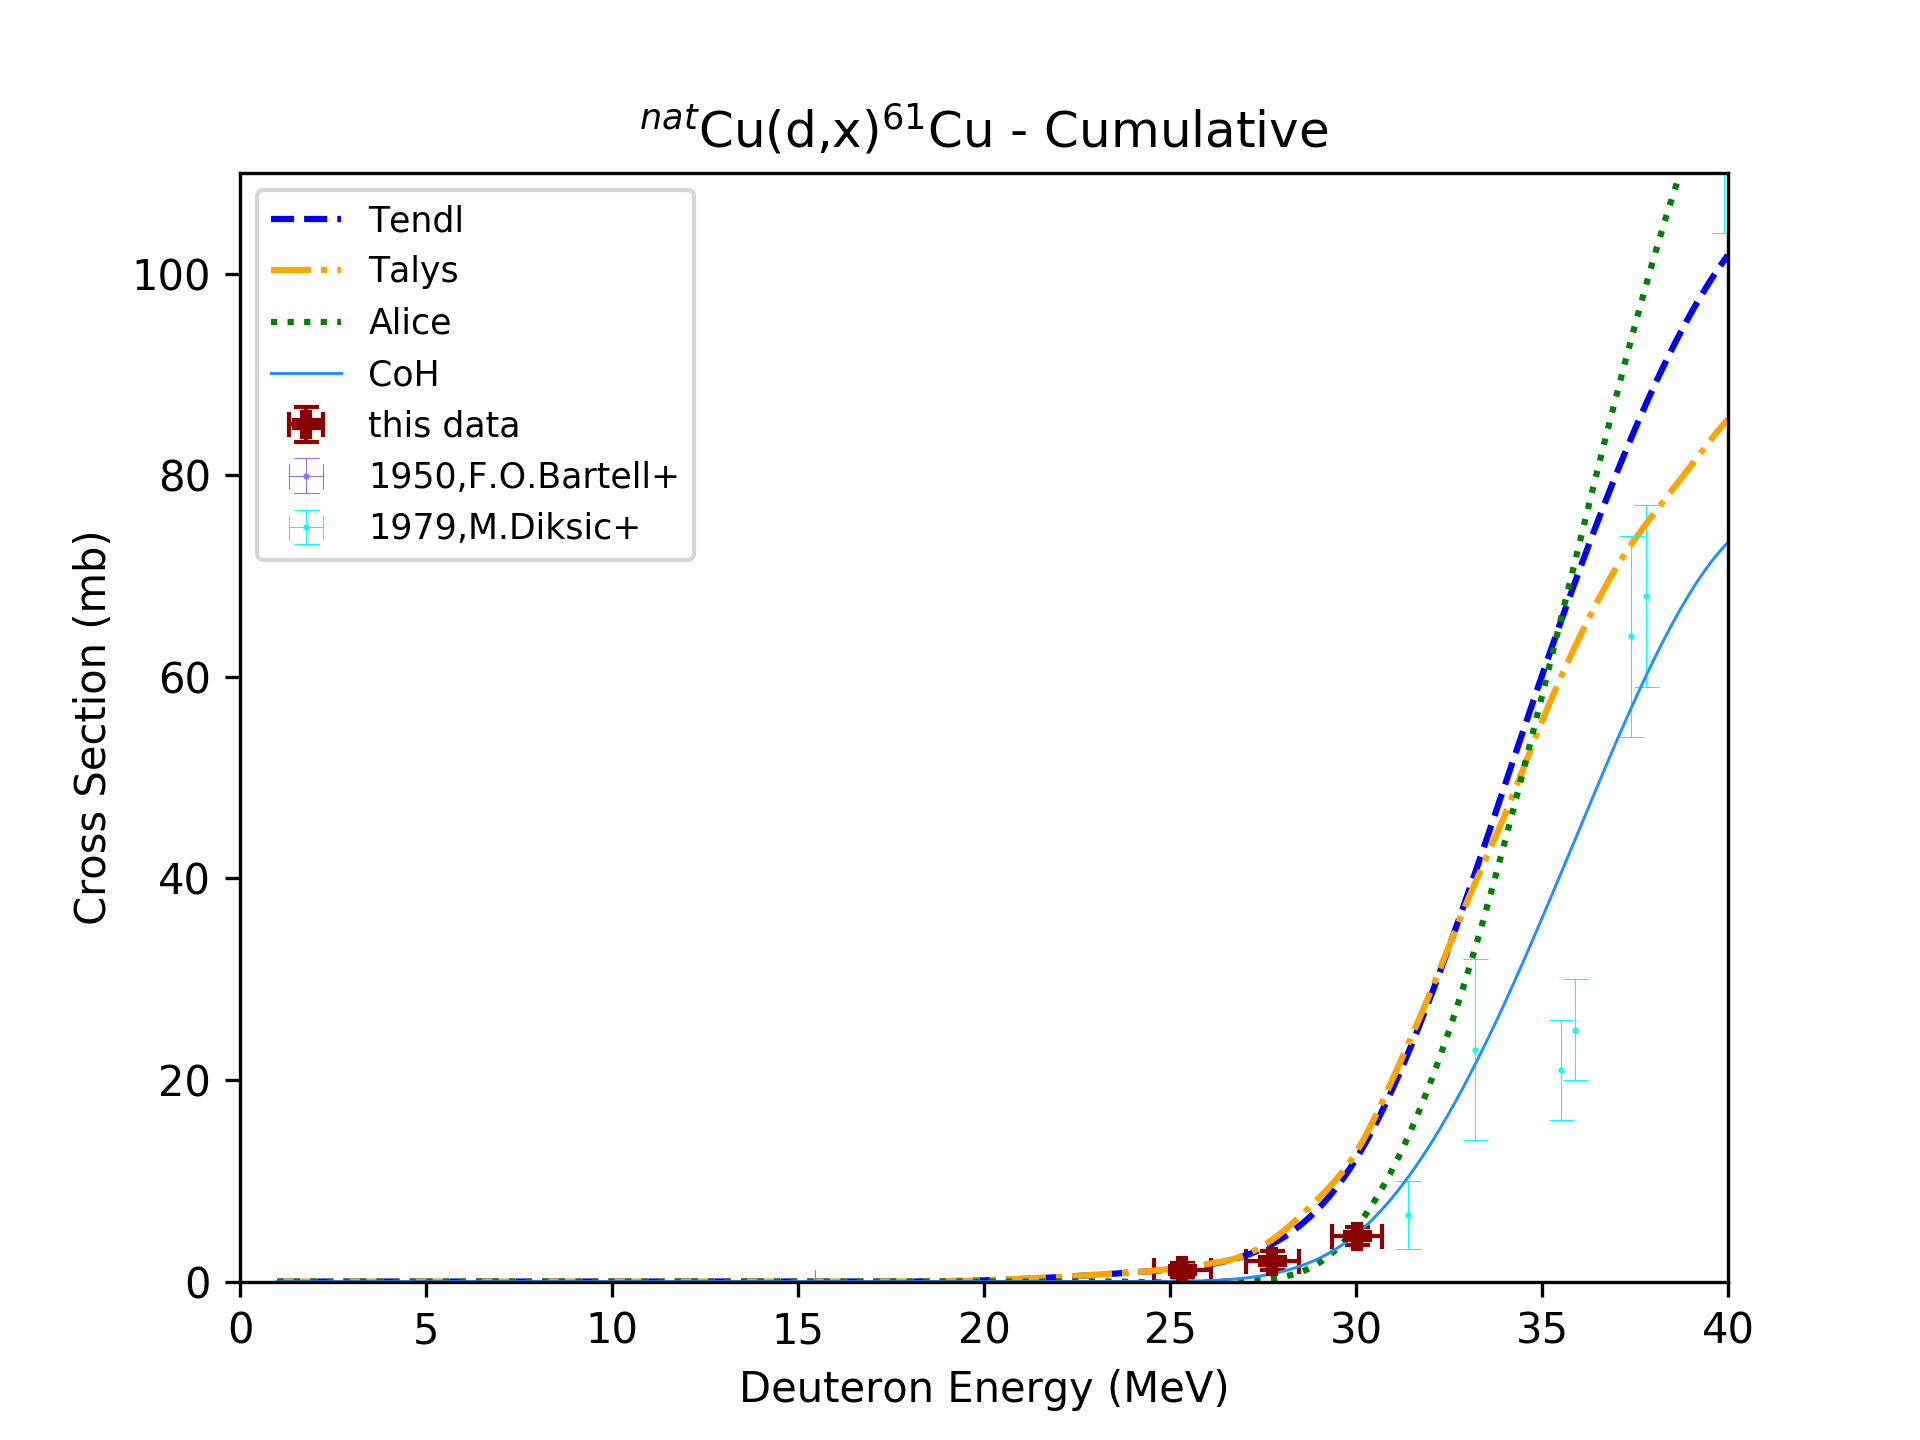 natCu(d,x)61Cu - Cumulative
Tendl
Talys
Alice
CoH
this data
1950,F.O.Bartell+
1979,M.Diksic+
Cross Section (mb)
100
80
60
40
20
0
0 5 10 15 20 25 30 35 40
Deuteron Energy (MeV)